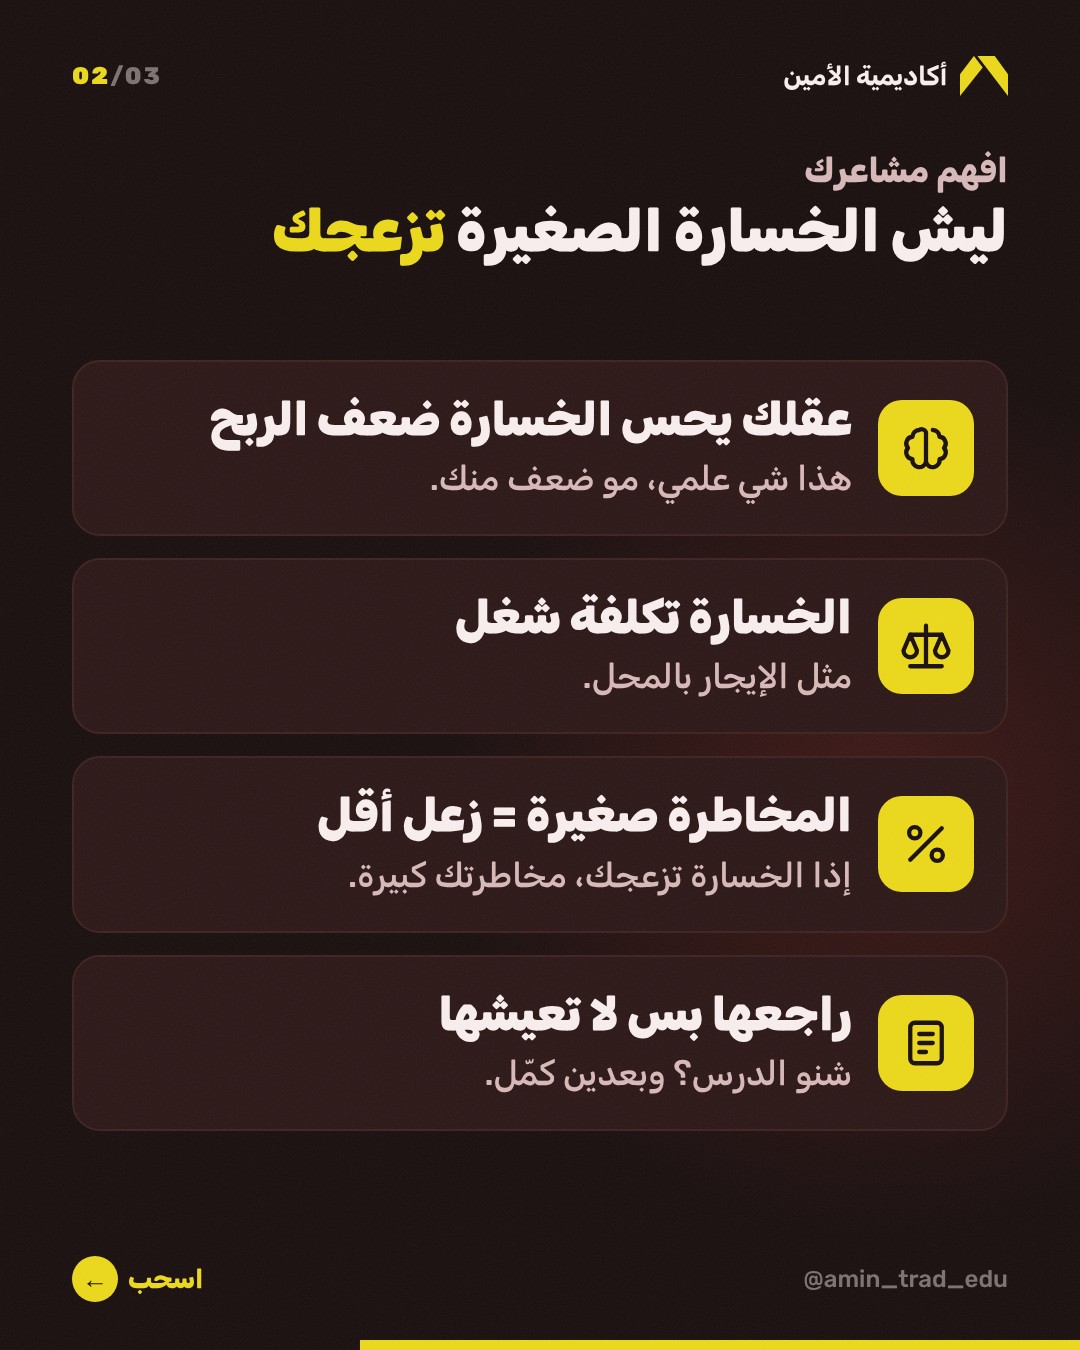 أكاديمية الأمين
02/03
افهم مشاعرك
ليش الخسارة الصغيرة تزعجك
عقلك يحس الخسارة ضعف الربح
هذا شي علمي، مو ضعف منك.
الخسارة تكلفة شغل
مثل الإيجار بالمحل.
المخاطرة صغيرة = زعل أقل
إذا الخسارة تزعجك، مخاطرتك كبيرة.
راجعها بس لا تعيشها
شنو الدرس؟ وبعدين كمّل.
@amin_trad_edu
اسحب ←